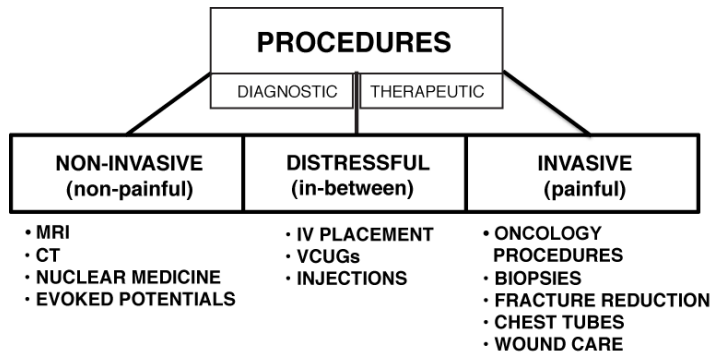 PROCEDURES
DIAGNOSTIC
THERAPEUTIC
NON-INVASIVE
(non-painful)
DISTRESSFUL
(in-between)
INVASIVE
(painful)
• MRI
• CT
• NUCLEAR MEDICINE
• EVOKED POTENTIALS
• IV PLACEMENT
• VCUGs
• INJECTIONS
• ONCOLOGY
PROCEDURES
• BIOPSIES
• FRACTURE REDUCTION
• CHEST TUBES
• WOUND CARE